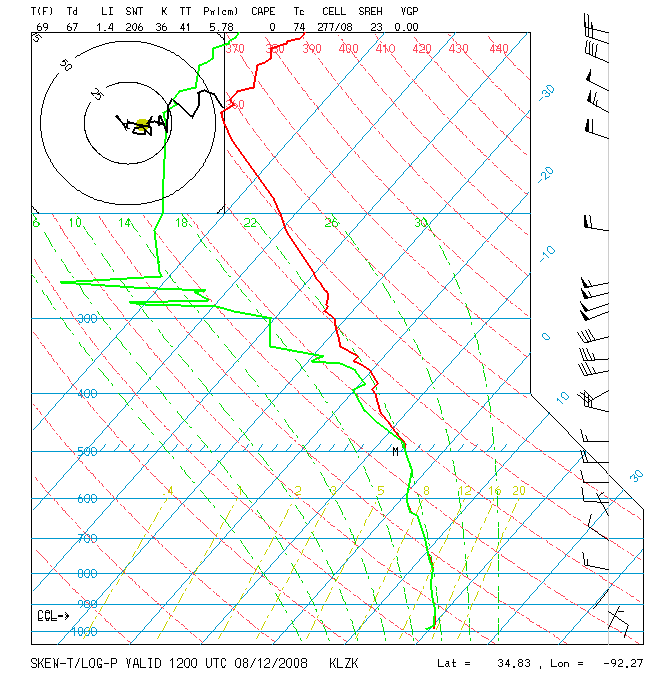 T(F) Td LI SWT K TT Pw(cm) CAPE Tc CELL SREH VGP
69 67 1.4 206 36 41 5.78 0 74 277/08 23 0.00
370 380 390 400 410 420 430 440
50
25
360
-30
-20
6 10 14 18 22 26 30
-10
300
0
400
10
M
500
30
.4 1 2 3 5 8 12 16 20
600
700
800
900
1000
SKEW-T/LOG-P VALID 1200 UTC 08/12/2008 KLZK Lat = 34.83 , Lon = -92.27